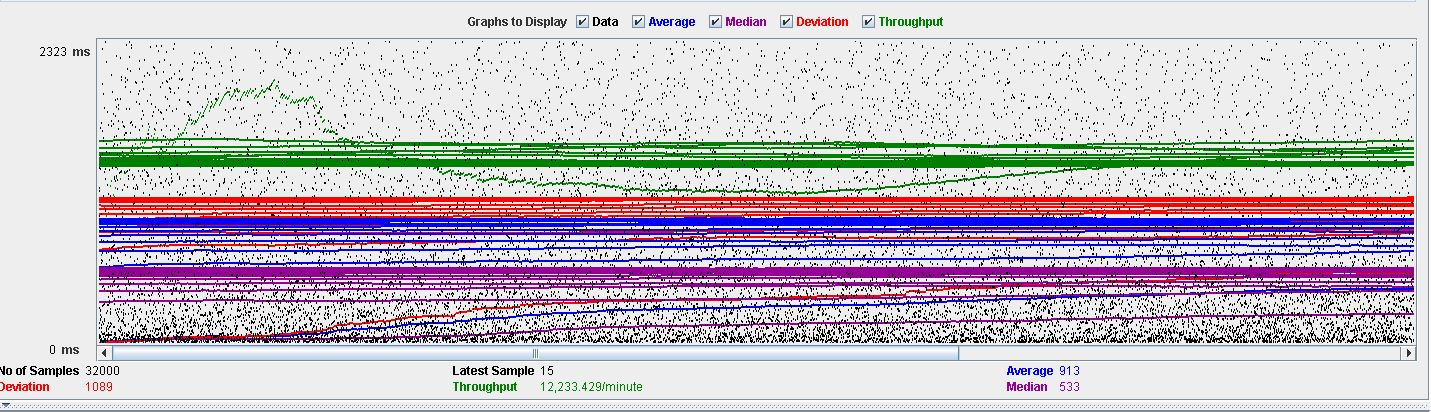 Graphs to Display Data Average Median Deviation Throughput
2323 ms
0 ms
No of Samples 32000 Latest Sample 15 Average 913
Deviation 1089 Throughput 12,233.429/minute Median 533